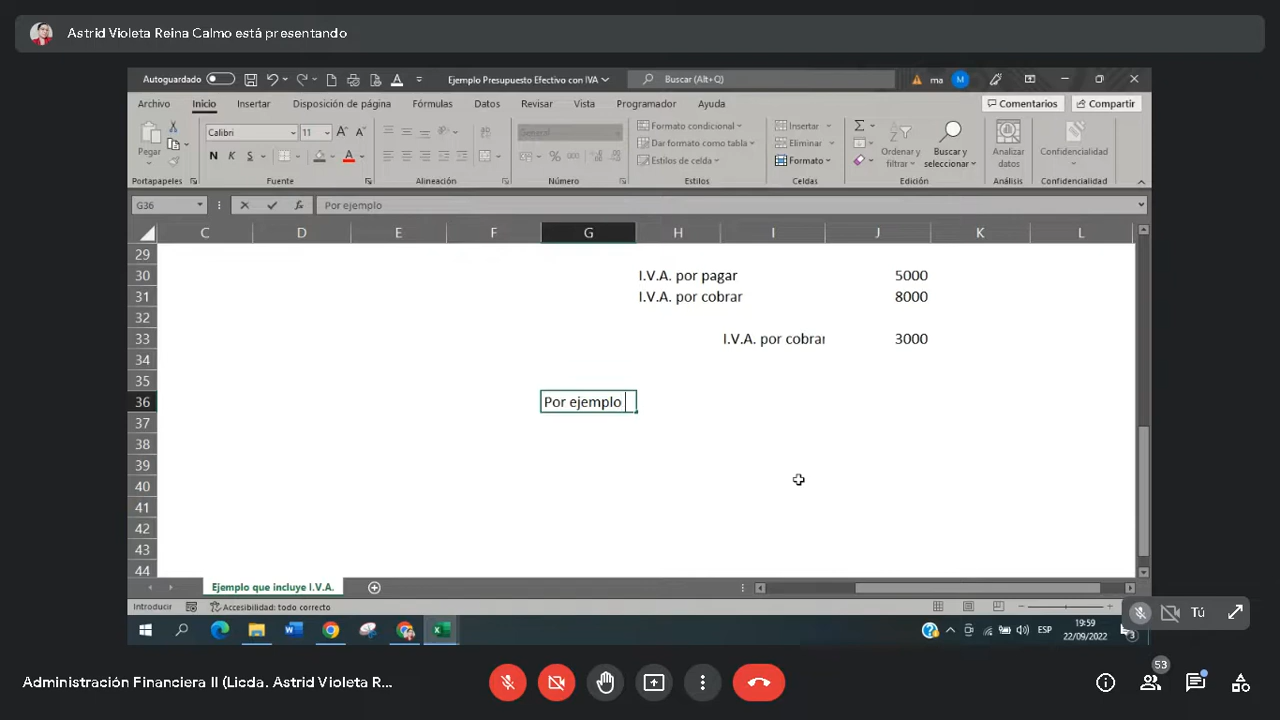 Astrid Violeta Reina Calmo está presentando
Autoguardado
Ejemplo Presupuesto Efectivo con IVA
Buscar (Alt+Q)
ma
M
Archivo Inicio Insertar Disposición de página Fórmulas Datos Revisar Vista Programador Ayuda
Comentarios Compartir
Pegar
Calibri 11
N K S
General
Formato condicional
Dar formato como tabla
Estilos de celda
Insertar
Eliminar
Formato
Ordenar y filtrar
Buscar y seleccionar
Analizar datos
Confidencialidad
Portapapeles Fuente Alineación Número Estilos Celdas Edición Análisis Confidencialidad
G36 Por ejemplo
C D E F G H I J K L
29
30 I.V.A. por pagar 5000
31 I.V.A. por cobrar 8000
32
33 I.V.A. por cobrar 3000
34
35
36 Por ejemplo
37
38
39
40
41
42
43
44
Ejemplo que incluye I.V.A.
Introducir Accesibilidad: todo correcto
ESP
19:59
22/09/2022
3
Tú
Administración Financiera II (Licda. Astrid Violeta R...
53